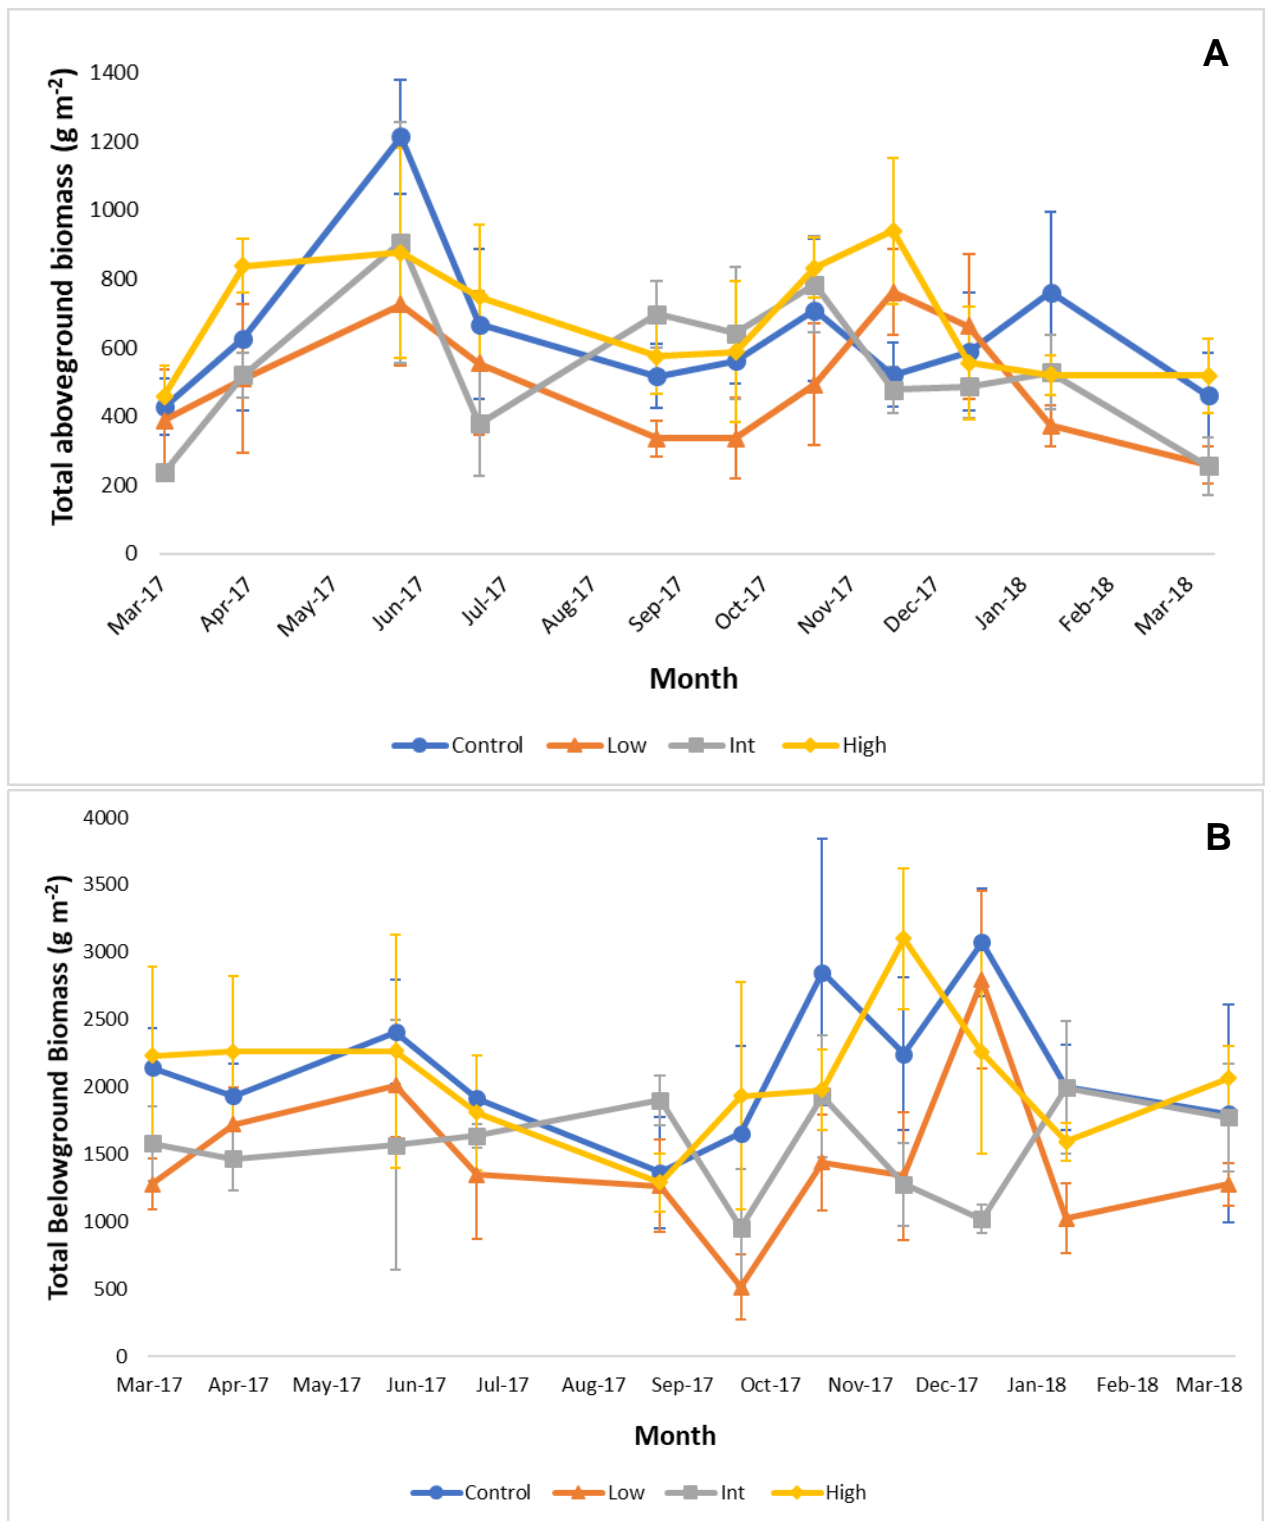 A
Total aboveground biomass (g m-2)
1400
1200
1000
800
600
400
200
0
Mar-17 Apr-17 May-17 Jun-17 Jul-17 Aug-17 Sep-17 Oct-17 Nov-17 Dec-17 Jan-18 Feb-18 Mar-18
Month
Control Low Int High
B
Total Belowground Biomass (g m-2)
4000
3500
3000
2500
2000
1500
1000
500
0
Mar-17 Apr-17 May-17 Jun-17 Jul-17 Aug-17 Sep-17 Oct-17 Nov-17 Dec-17 Jan-18 Feb-18 Mar-18
Month
Control Low Int High